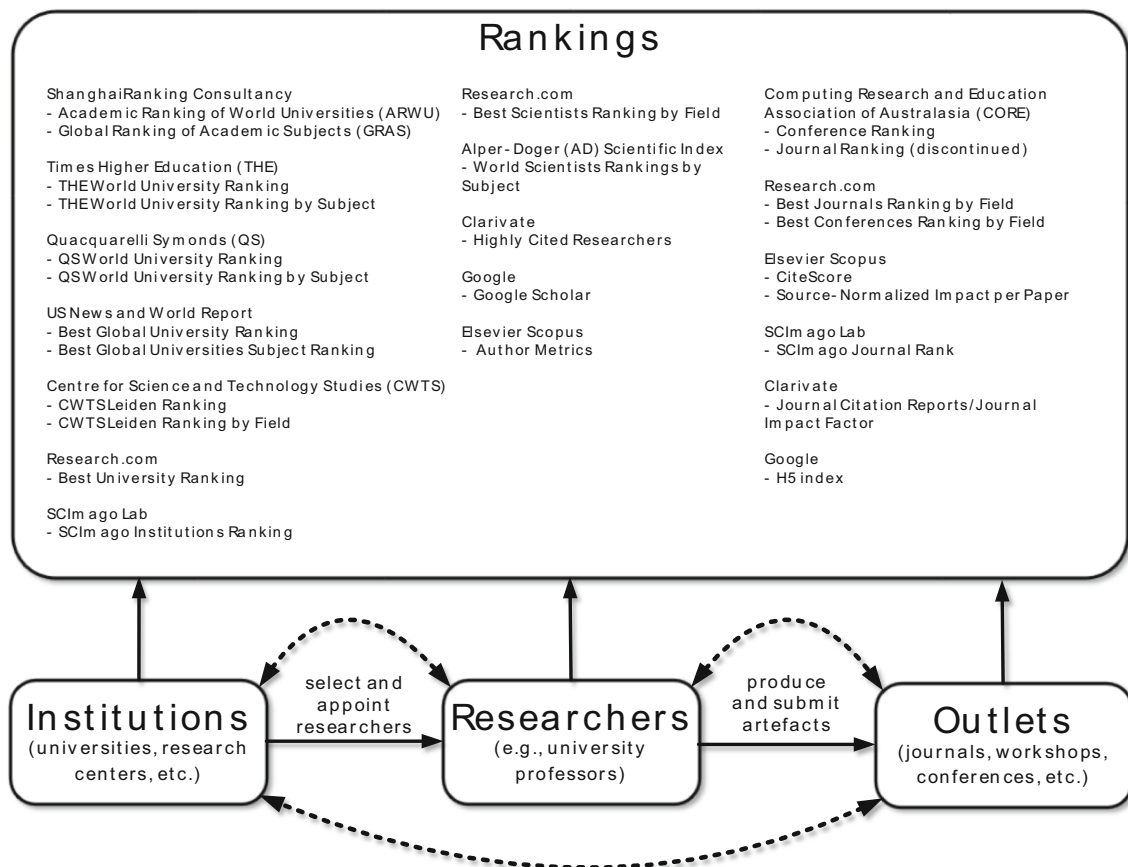 Rankings
ShanghaiRanking Consultancy
- Academic Ranking of World Universities (ARWU)
- Global Ranking of Academic Subjects (GRAS)
Times Higher Education (THE)
- THE World University Ranking
- THE World University Ranking by Subject
Quacquarelli Symonds (QS)
- QS World University Ranking
- QS World University Ranking by Subject
US News and World Report
- Best Global University Ranking
- Best Global Universities Subject Ranking
Centre for Science and Technology Studies (CWTS)
- CWTS Leiden Ranking
- CWTS Leiden Ranking by Field
Research.com
- Best University Ranking
SCImago Lab
- SCImago Institutions Ranking
Research.com
- Best Scientists Ranking by Field
Alper-Doger (AD) Scientific Index
- World Scientists Rankings by
Subject
Clarivate
- Highly Cited Researchers
Google
- Google Scholar
Elsevier Scopus
- Author Metrics
Computing Research and Education
Association of Australasia (CORE)
- Conference Ranking
- Journal Ranking (discontinued)
Research.com
- Best Journals Ranking by Field
- Best Conferences Ranking by Field
Elsevier Scopus
- CiteScore
- Source-Normalized Impact per Paper
SCImago Lab
- SCImago Journal Rank
Clarivate
- Journal Citation Reports/Journal
Impact Factor
Google
- H5 index
Institutions
(universities, research
centers, etc.)
select and
appoint
researchers
Researchers
(e.g., university
professors)
produce
and submit
artefacts
Outlets
(journals, workshops,
conferences, etc.)